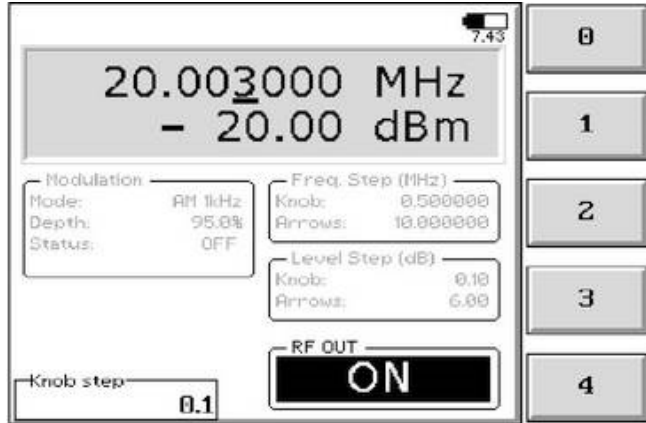 7.43
20.003000 MHz
- 20.00 dBm
Modulation
Mode: AM 1kHz
Depth: 95.0%
Status: OFF
Freq. Step (MHz)
Knob: 0.500000
Arrows: 10.000000
Level Step (dB)
Knob: 0.10
Arrows: 6.00
RF OUT
ON
Knob step
0.1
0
1
2
3
4